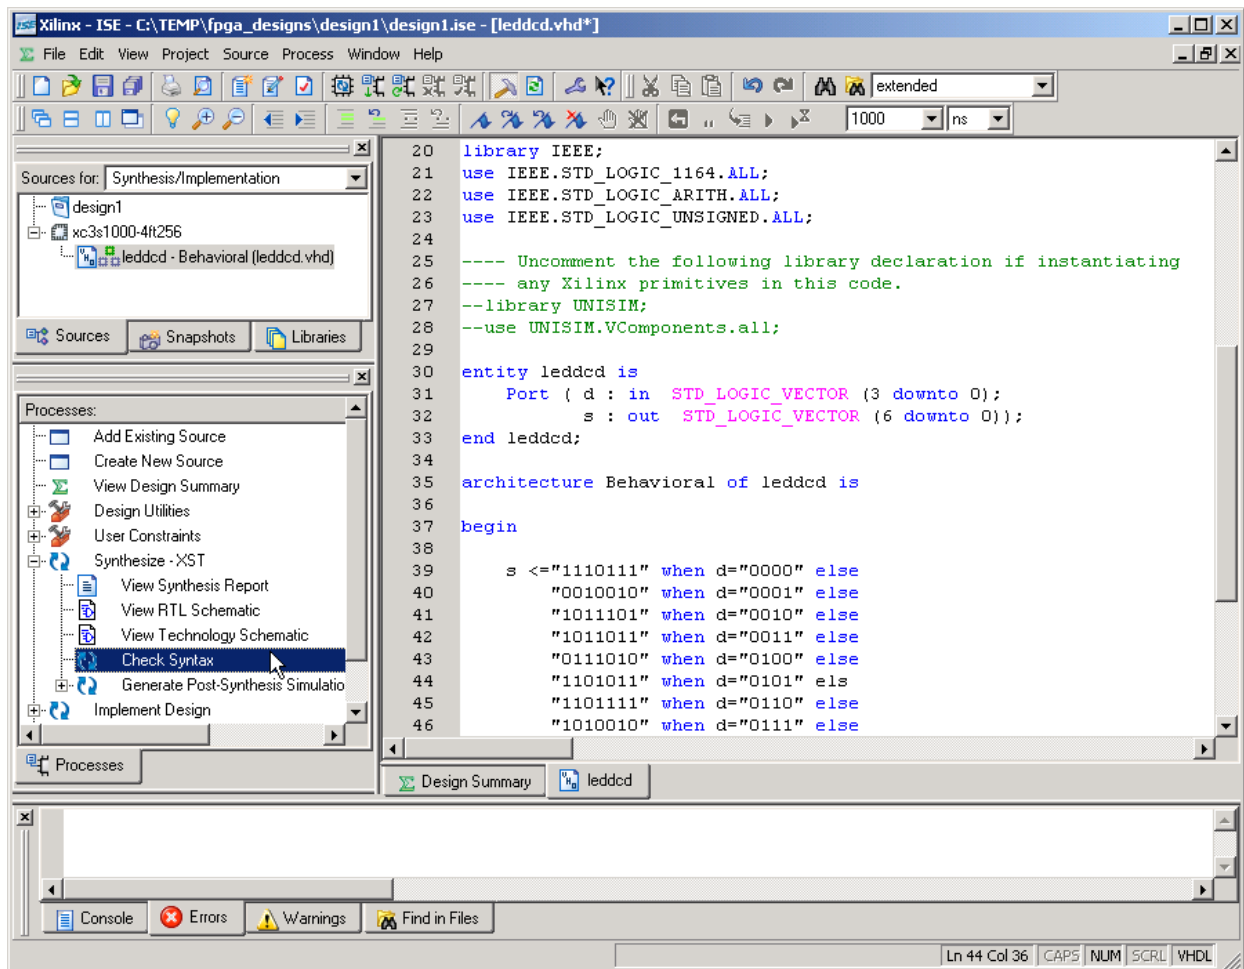 Xilinx - ISE - C:\TEMP\fpga_designs\design1\design1.ise - [leddcd.vhd*]
File Edit View Project Source Process Window Help
extended
1000 ns
Sources for: Synthesis/Implementation
design1
xc3s1000-4ft256
leddcd - Behavioral (leddcd.vhd)
Sources Snapshots Libraries
Processes:
Add Existing Source
Create New Source
View Design Summary
Design Utilities
User Constraints
Synthesize - XST
View Synthesis Report
View RTL Schematic
View Technology Schematic
Check Syntax
Generate Post-Synthesis Simulatio
Implement Design
Processes
20 library IEEE;
21 use IEEE.STD_LOGIC_1164.ALL;
22 use IEEE.STD_LOGIC_ARITH.ALL;
23 use IEEE.STD_LOGIC_UNSIGNED.ALL;
24
25 ---- Uncomment the following library declaration if instantiating
26 ---- any Xilinx primitives in this code.
27 --library UNISIM;
28 --use UNISIM.VComponents.all;
29
30 entity leddcd is
31 Port ( d : in STD_LOGIC_VECTOR (3 downto 0);
32 s : out STD_LOGIC_VECTOR (6 downto 0));
33 end leddcd;
34
35 architecture Behavioral of leddcd is
36
37 begin
38
39 s <="1110111" when d="0000" else
40 "0010010" when d="0001" else
41 "1011101" when d="0010" else
42 "1011011" when d="0011" else
43 "0111010" when d="0100" else
44 "1101011" when d="0101" els
45 "1101111" when d="0110" else
46 "1010010" when d="0111" else
Design Summary leddcd
Console Errors Warnings Find in Files
Ln 44 Col 36 CAPS NUM SCRL VHDL